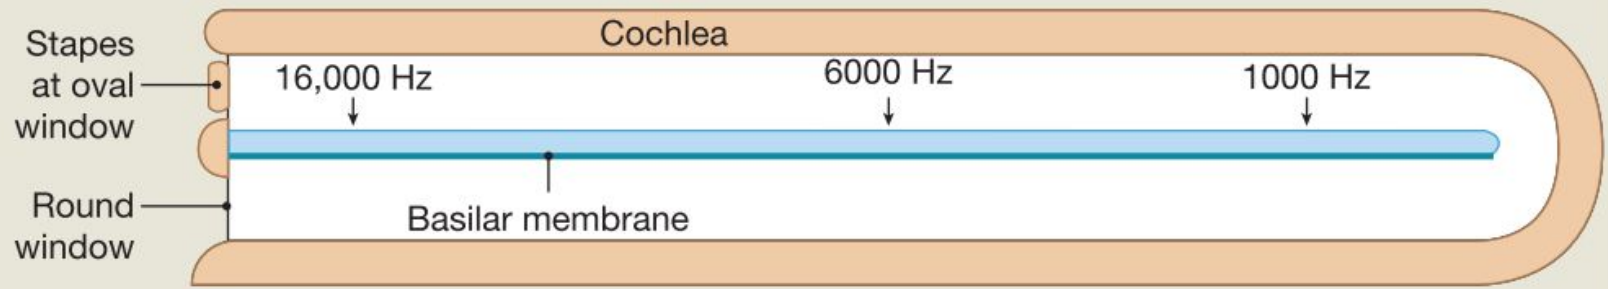 Cochlea
Stapes
at oval
window
16,000 Hz
6000 Hz
1000 Hz
Round
window
Basilar membrane